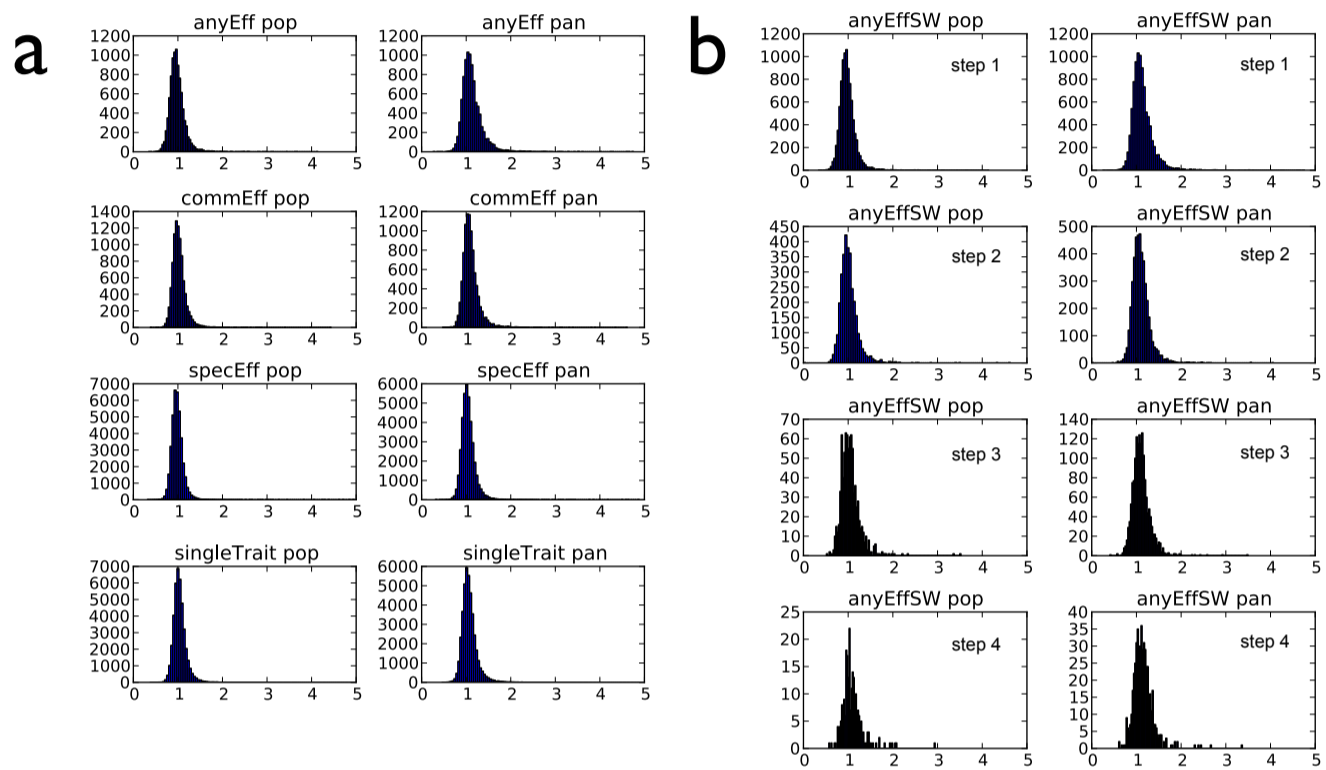 a
anyEff pop
1200
1000
800
600
400
200
0
0 1 2 3 4 5
anyEff pan
1200
1000
800
600
400
200
0
0 1 2 3 4 5
commEff pop
1400
1200
1000
800
600
400
200
0
0 1 2 3 4 5
commEff pan
1200
1000
800
600
400
200
0
0 1 2 3 4 5
specEff pop
7000
6000
5000
4000
3000
2000
1000
0
0 1 2 3 4 5
specEff pan
6000
5000
4000
3000
2000
1000
0
0 1 2 3 4 5
singleTrait pop
7000
6000
5000
4000
3000
2000
1000
0
0 1 2 3 4 5
singleTrait pan
6000
5000
4000
3000
2000
1000
0
0 1 2 3 4 5
b
anyEffSW pop
step 1
1200
1000
800
600
400
200
0
0 1 2 3 4 5
anyEffSW pan
step 1
1200
1000
800
600
400
200
0
0 1 2 3 4 5
anyEffSW pop
step 2
450
400
350
300
250
200
150
100
50
0
0 1 2 3 4 5
anyEffSW pan
step 2
500
400
300
200
100
0
0 1 2 3 4 5
anyEffSW pop
step 3
70
60
50
40
30
20
10
0
0 1 2 3 4 5
anyEffSW pan
step 3
140
120
100
80
60
40
20
0
0 1 2 3 4 5
anyEffSW pop
step 4
25
20
15
10
5
0
0 1 2 3 4 5
anyEffSW pan
step 4
40
35
30
25
20
15
10
5
0
0 1 2 3 4 5